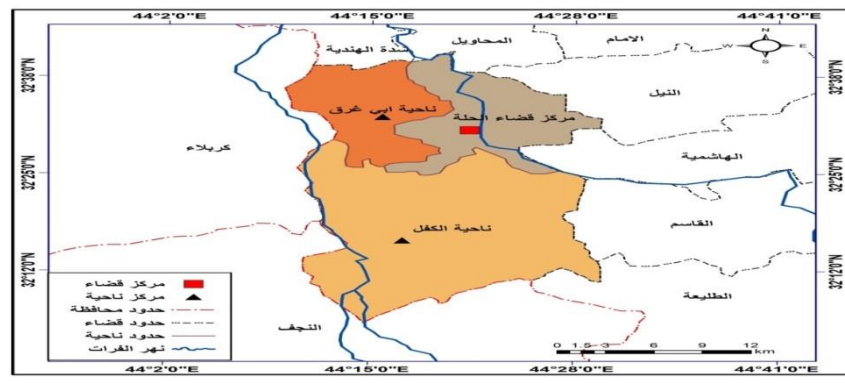 44°2'0"E 44°15'0"E 44°28'0"E 44°41'0"E
سدة الهندية
المحاويل
الامام
N
W E
S
32°38'0"N
32°38'0"N
النيل
ناحية ابي غرق
مركز قضاء الحلة
كربلاء
الهاشمية
32°25'0"N
32°25'0"N
القاسم
ناحية الكفل
32°12'0"N
32°12'0"N
الطليعة
النجف
مركز قضاء
مركز ناحية
حدود محافظة
حدود قضاء
حدود ناحية
نهر الفرات
0 1.5 3 6 9 12
km
44°2'0"E 44°15'0"E 44°28'0"E 44°41'0"E